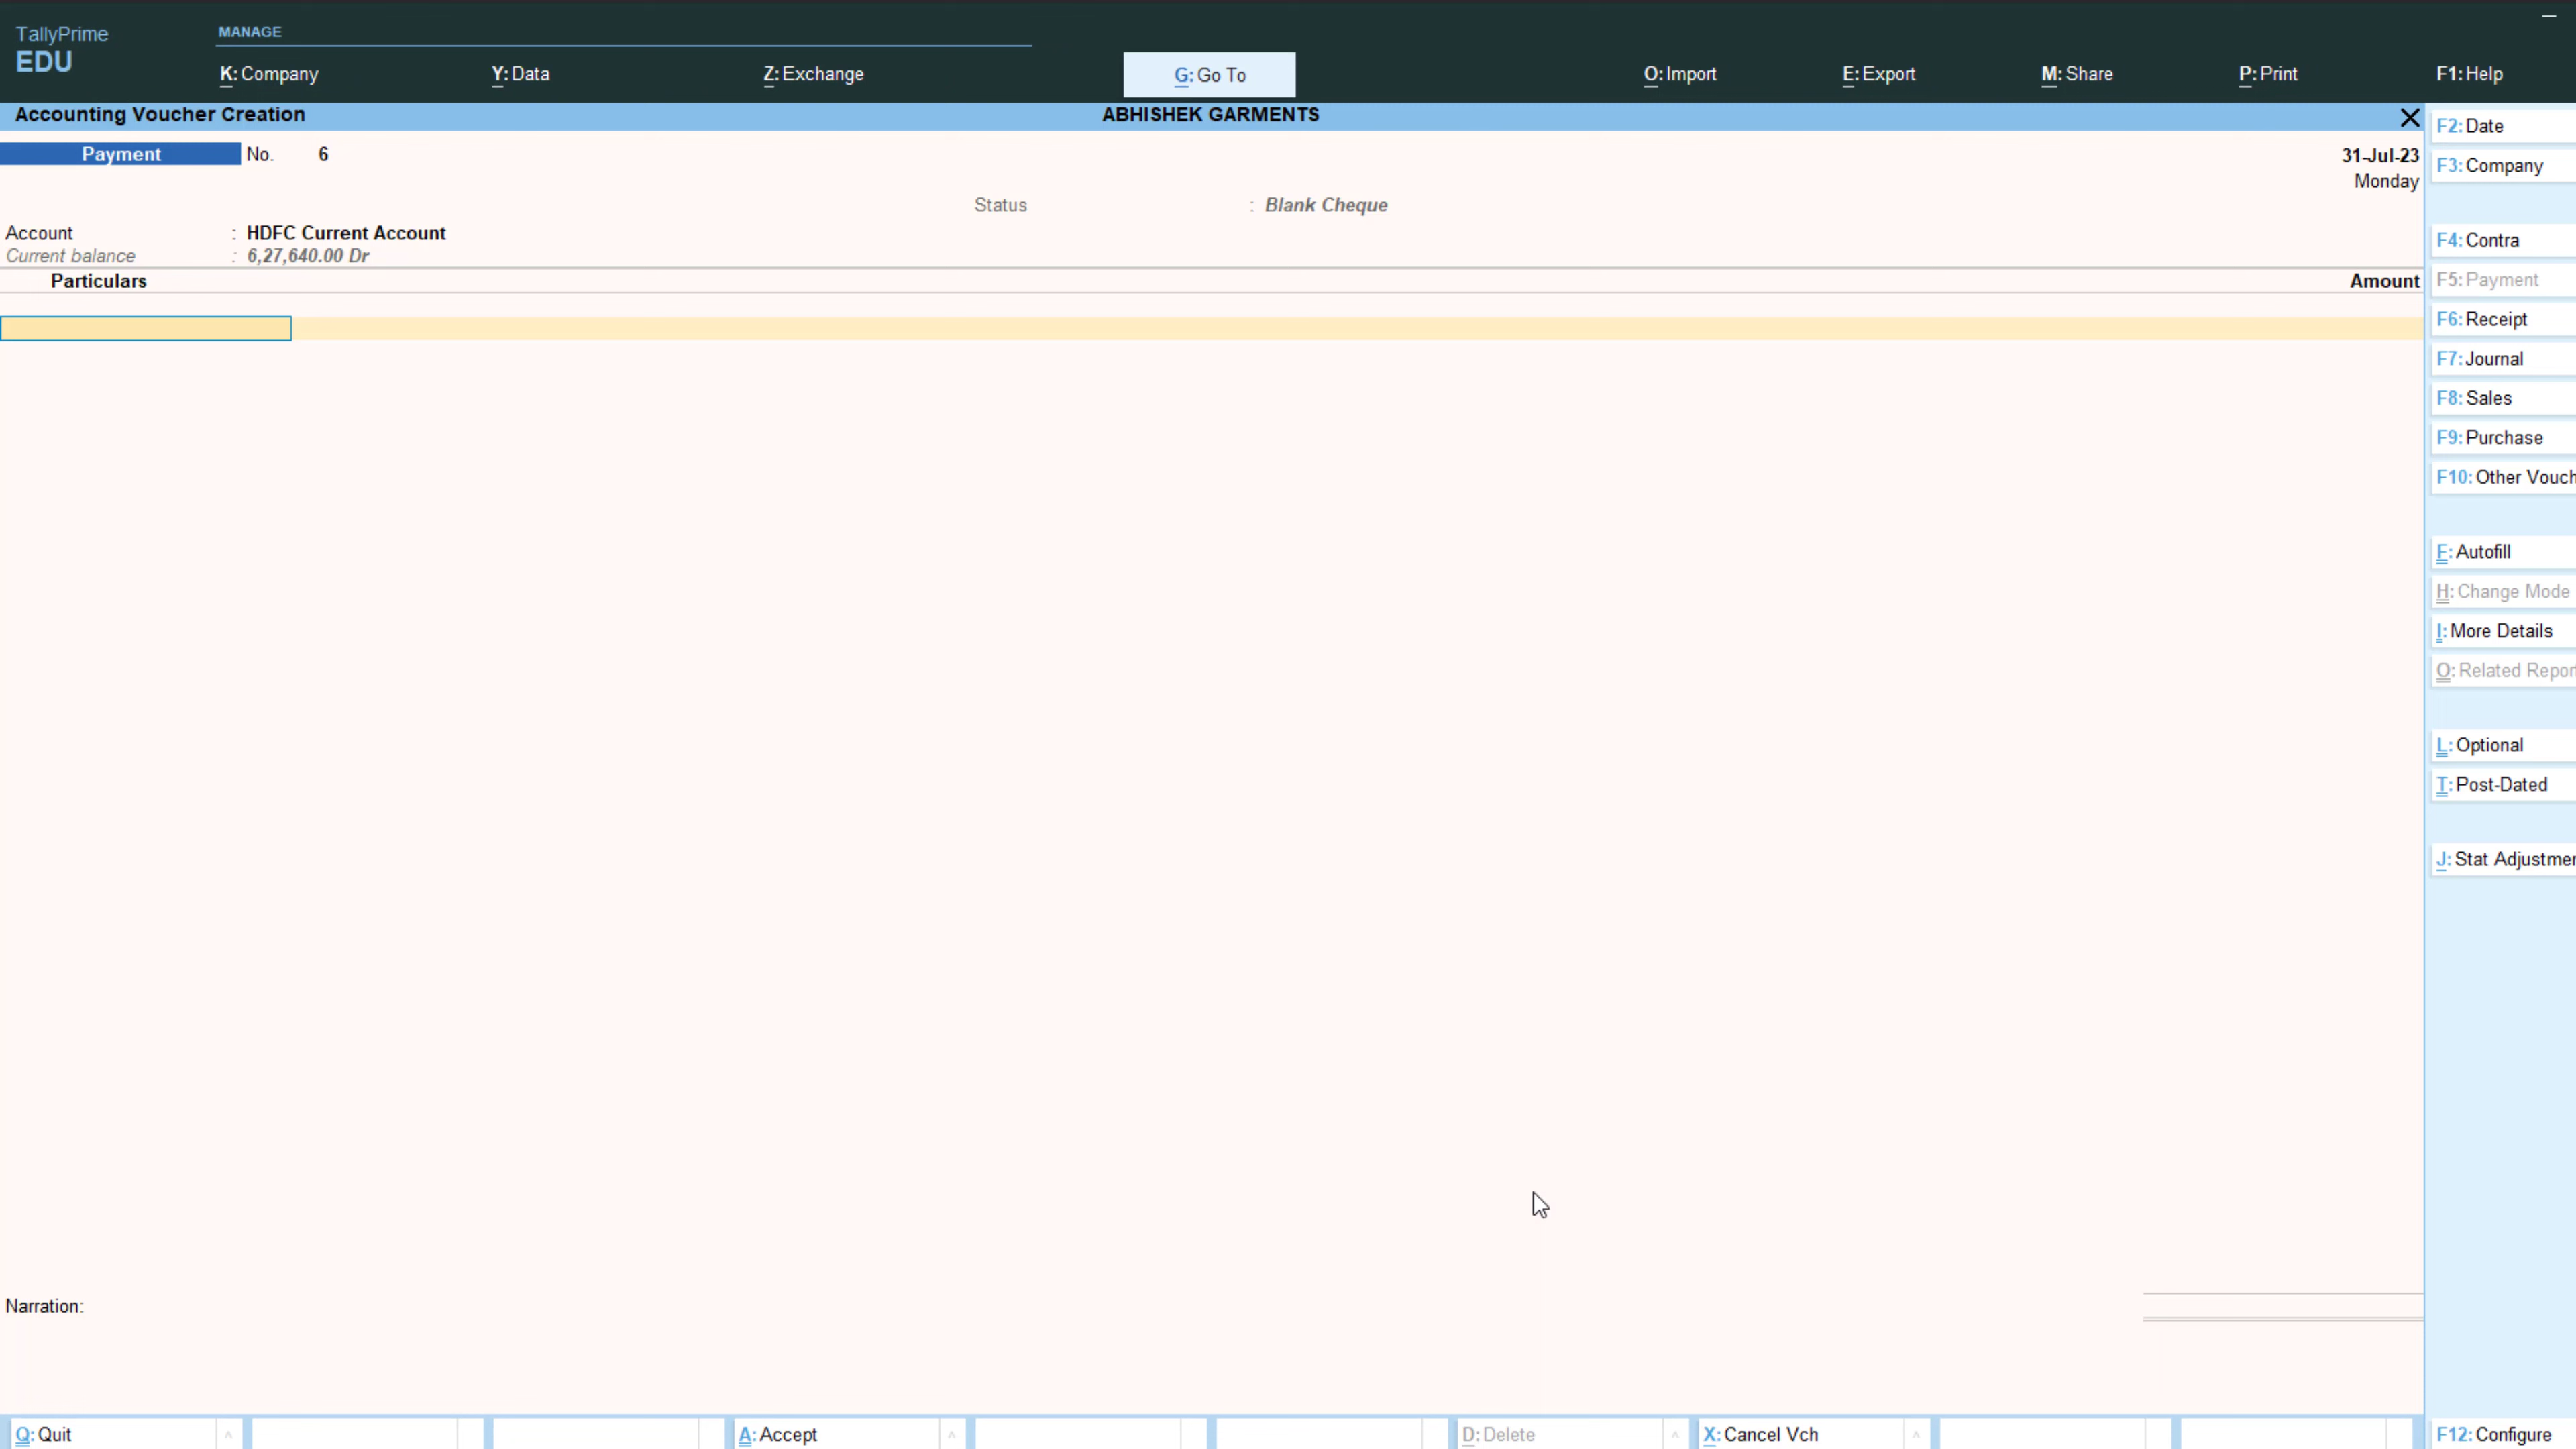 TallyPrime
EDU
MANAGE
K: Company
Y: Data
Z: Exchange
G: Go To
O: Import
E: Export
M: Share
P: Print
F1: Help
Accounting Voucher Creation
ABHISHEK GARMENTS
Payment No. 6
31-Jul-23
Monday
Status : Blank Cheque
Account : HDFC Current Account
Current balance : 6,27,640.00 Dr
Particulars Amount
Narration:
F2: Date
F3: Company
F4: Contra
F5: Payment
F6: Receipt
F7: Journal
F8: Sales
F9: Purchase
F10: Other Vouch
F: Autofill
H: Change Mode
I: More Details
O: Related Repor
L: Optional
T: Post-Dated
J: Stat Adjustmen
Q: Quit
A: Accept
D: Delete
X: Cancel Vch
F12: Configure